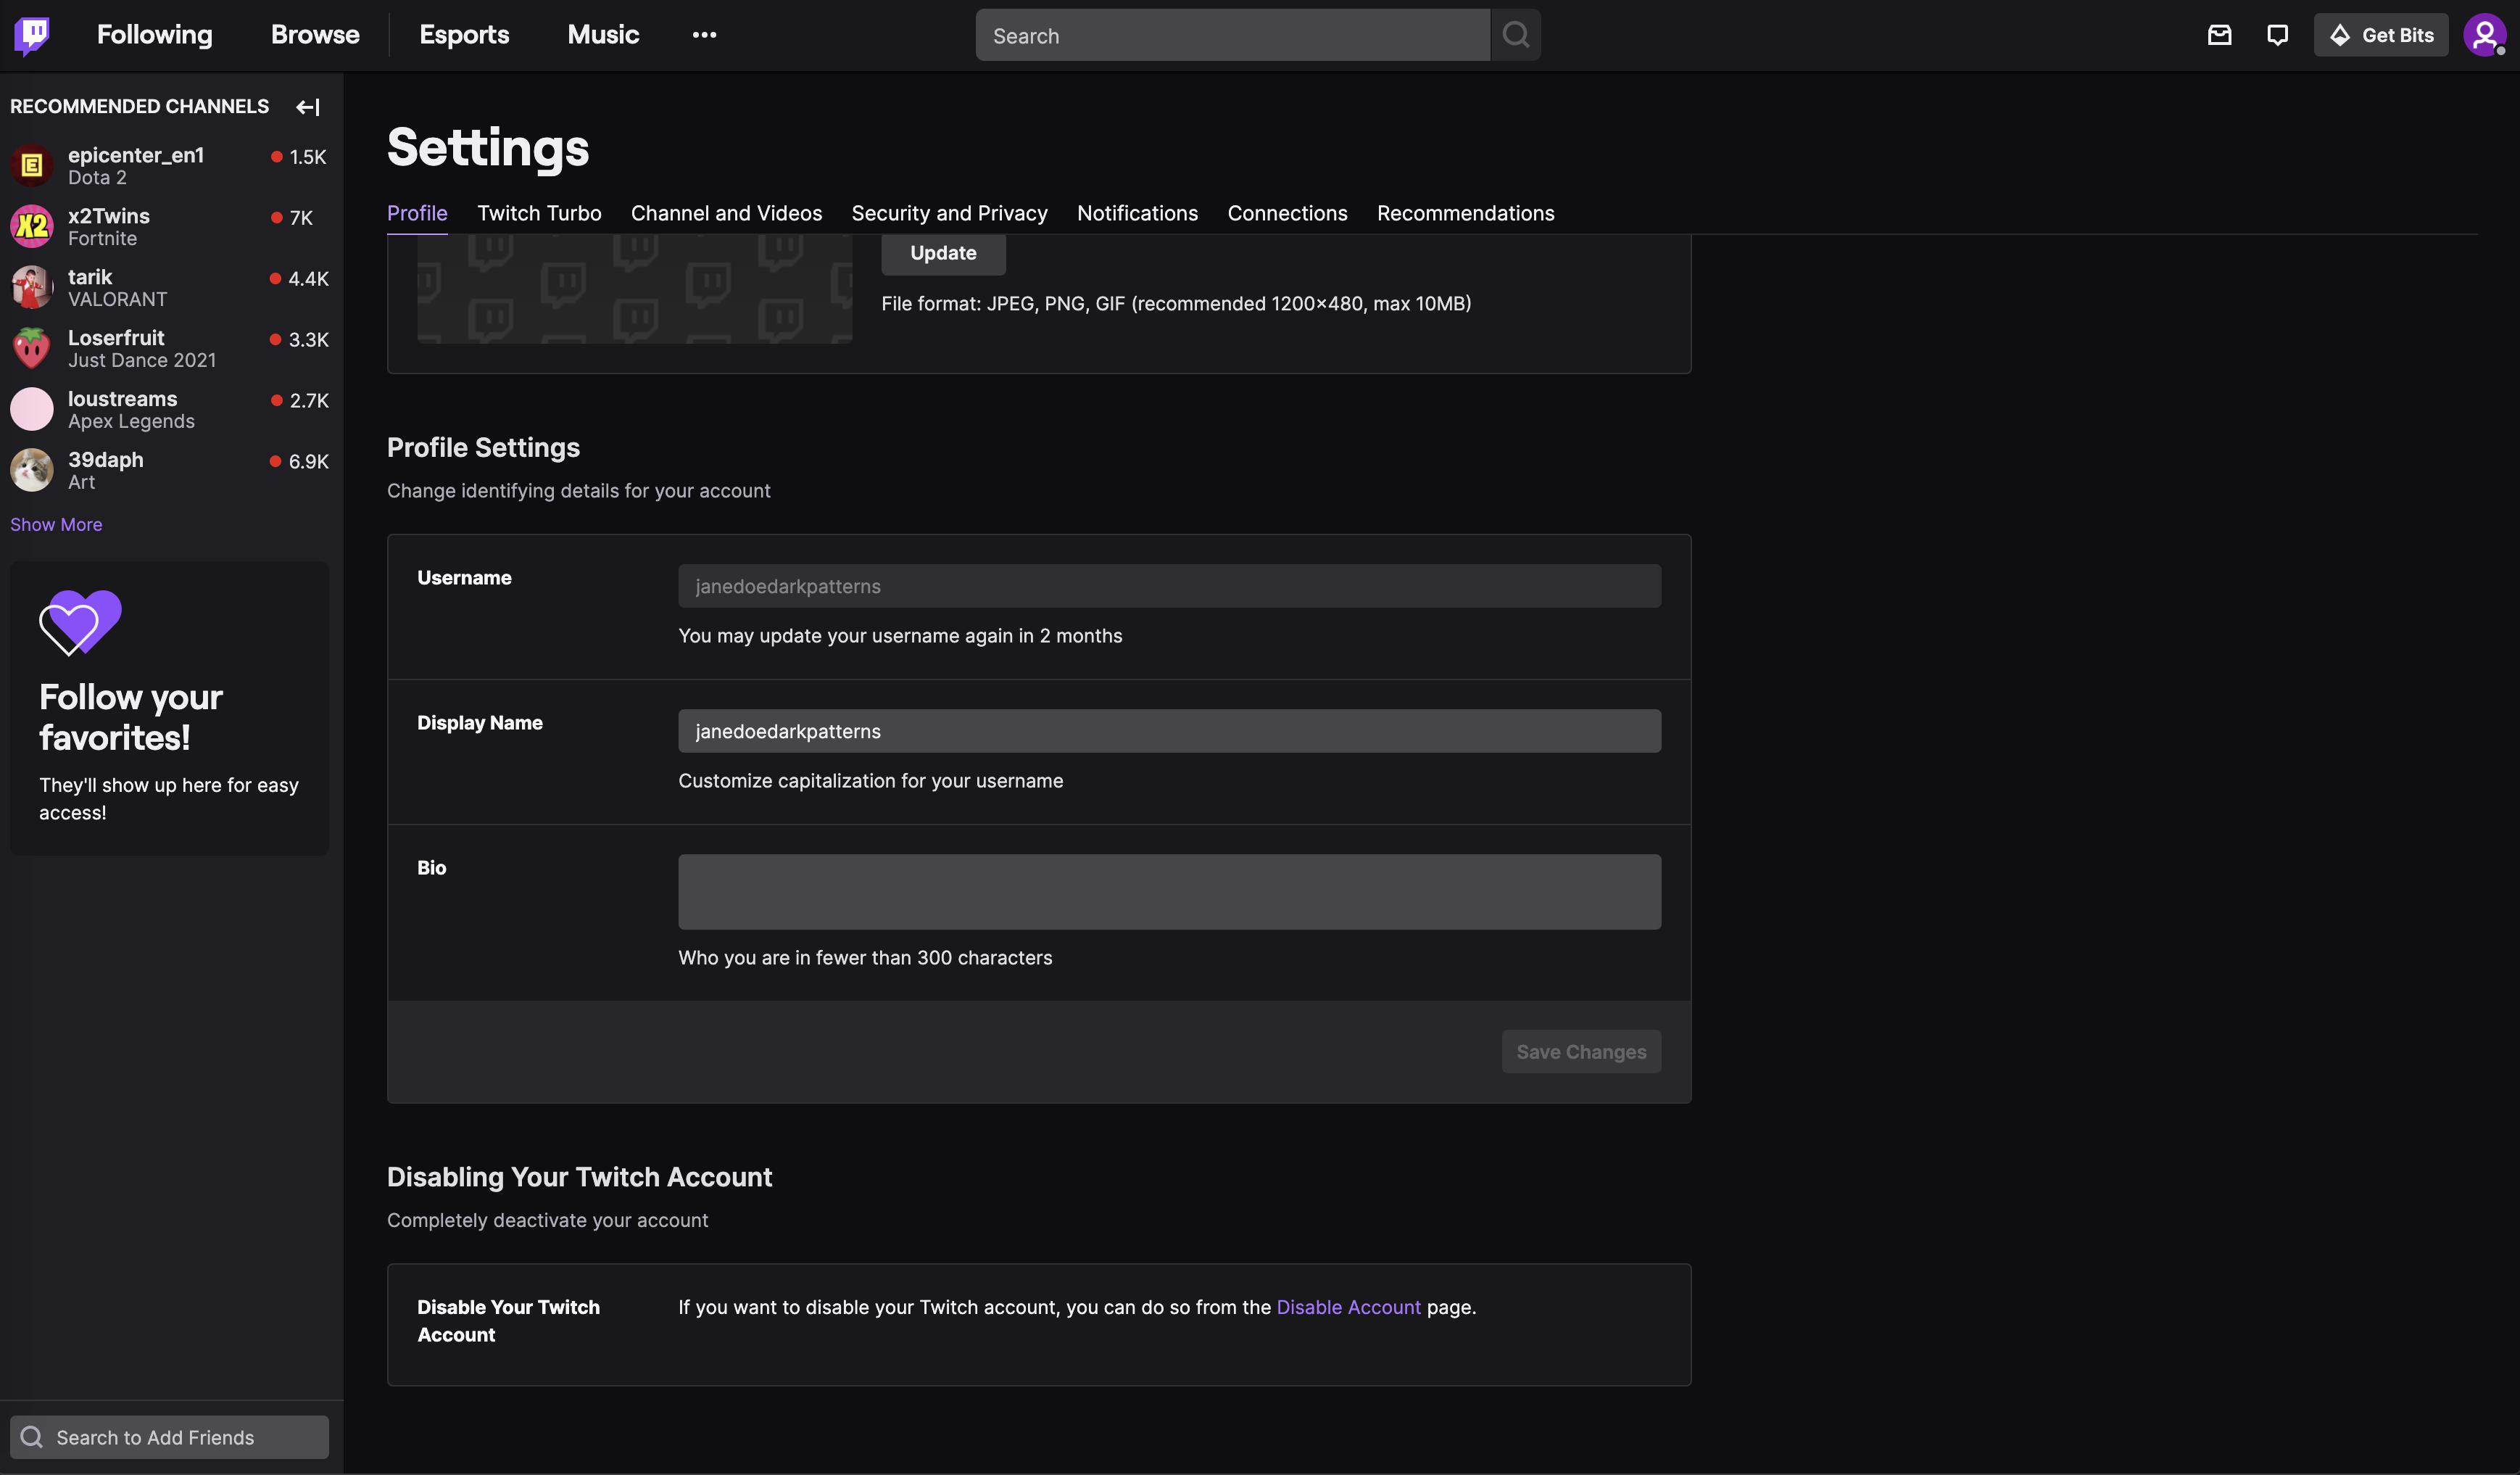 Following
Browse
Esports
Music
Search
Get Bits
RECOMMENDED CHANNELS
epicenter_en1
1.5K
Dota 2
x2Twins
7K
Fortnite
tarik
4.4K
VALORANT
Loserfruit
3.3K
Just Dance 2021
loustreams
2.7K
Apex Legends
39daph
6.9K
Art
Show More
Follow your
favorites!
They'll show up here for easy
access!
Search to Add Friends
Settings
Profile
Twitch Turbo
Channel and Videos
Security and Privacy
Notifications
Connections
Recommendations
Update
File format: JPEG, PNG, GIF (recommended 1200×480, max 10MB)
Profile Settings
Change identifying details for your account
Username
janedoedarkpatterns
You may update your username again in 2 months
Display Name
janedoedarkpatterns
Customize capitalization for your username
Bio
Who you are in fewer than 300 characters
Save Changes
Disabling Your Twitch Account
Completely deactivate your account
Disable Your Twitch
Account
If you want to disable your Twitch account, you can do so from the Disable Account page.